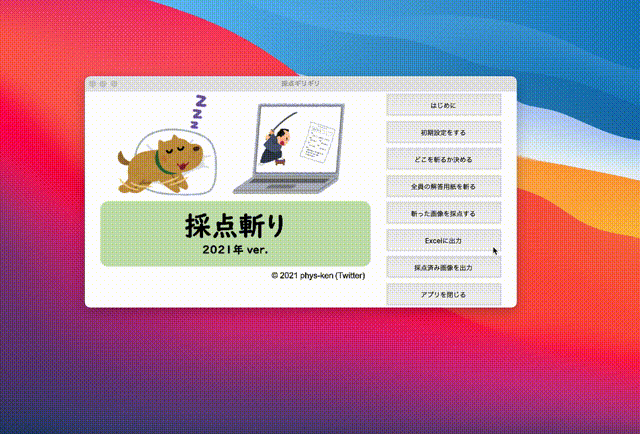 採点ギリギリ
Z
Z
Z
採点斬り
2021年 ver.
© 2021 phys-ken (Twitter)
はじめに
初期設定をする
どこを斬るか決める
全員の解答用紙を斬る
斬った画像を採点する
Excelに出力
採点済み画像を出力
アプリを閉じる